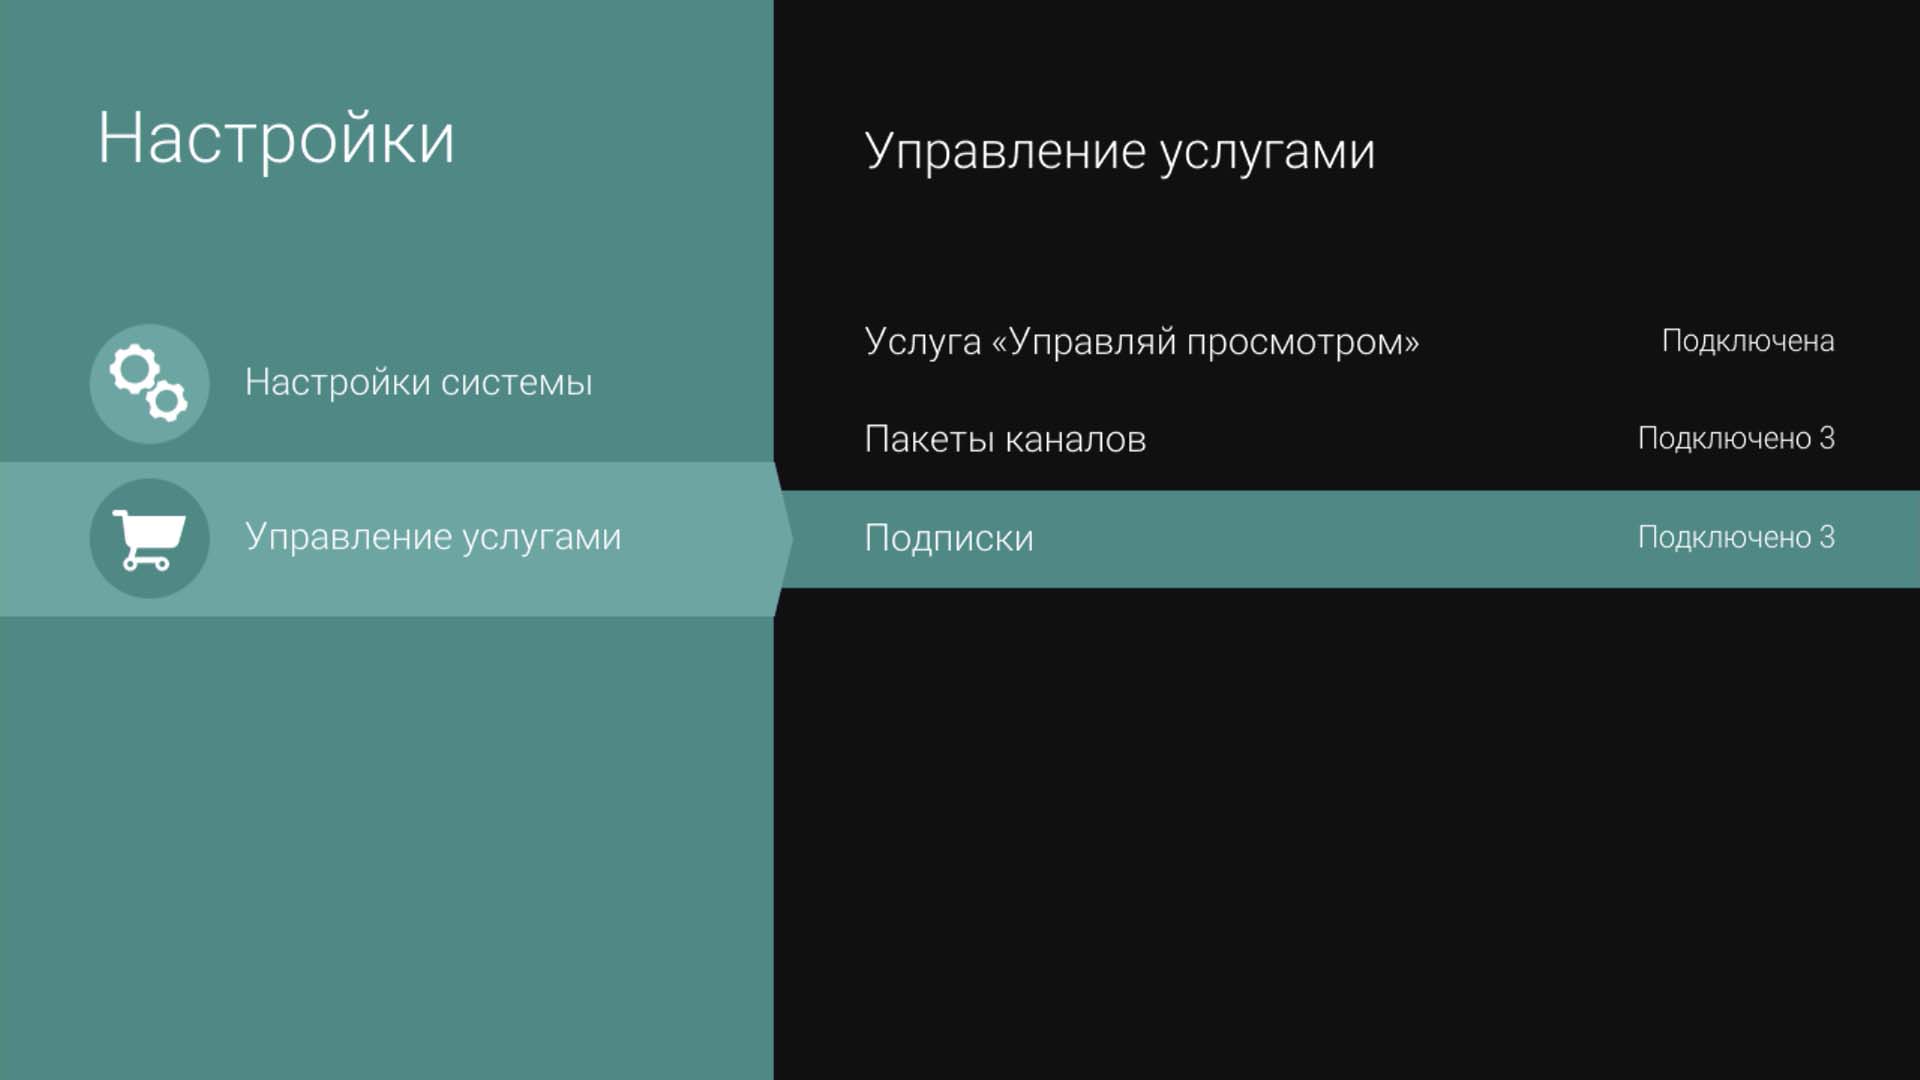 Настройки
Настройки системы
Управление услугами
Управление услугами
Услуга «Управляй просмотром» Подключена
Пакеты каналов Подключено 3
Подписки Подключено 3